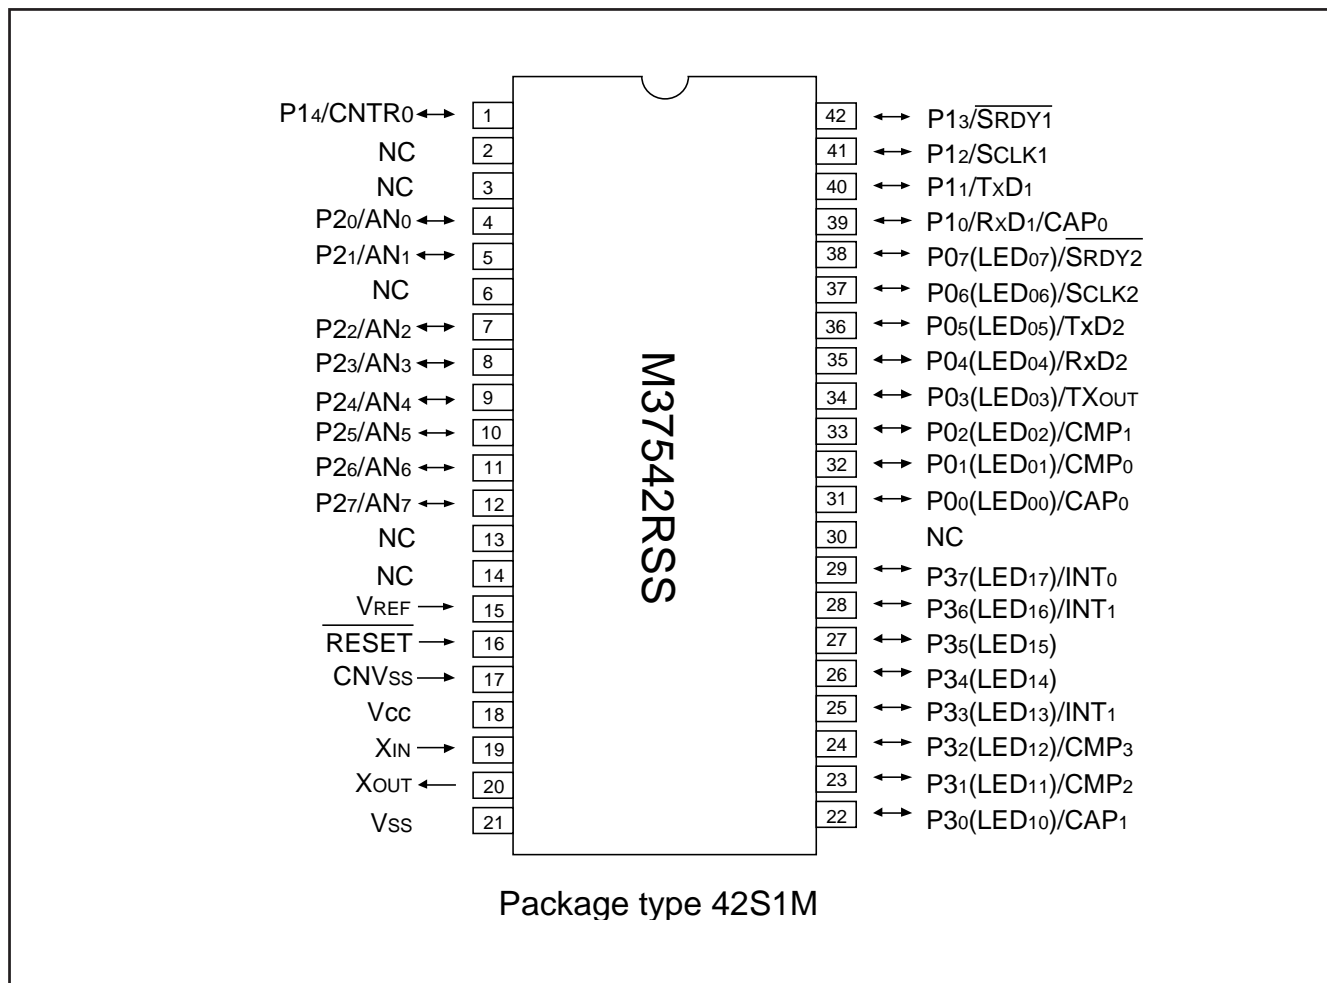 P14/CNTR0 1
NC 2
NC 3
P20/AN0 4
P21/AN1 5
NC 6
P22/AN2 7
P23/AN3 8
P24/AN4 9
P25/AN5 10
P26/AN6 11
P27/AN7 12
NC 13
NC 14
VREF 15
RESET 16
CNVSS 17
Vcc 18
XIN 19
XOUT 20
VSS 21
M37542RSS
42 P13/SRDY1
41 P12/SCLK1
40 P11/TXD1
39 P10/RXD1/CAP0
38 P07(LED07)/SRDY2
37 P06(LED06)/SCLK2
36 P05(LED05)/TxD2
35 P04(LED04)/RxD2
34 P03(LED03)/TXOUT
33 P02(LED02)/CMP1
32 P01(LED01)/CMP0
31 P00(LED00)/CAP0
30 NC
29 P37(LED17)/INT0
28 P36(LED16)/INT1
27 P35(LED15)
26 P34(LED14)
25 P33(LED13)/INT1
24 P32(LED12)/CMP3
23 P31(LED11)/CMP2
22 P30(LED10)/CAP1
Package type 42S1M